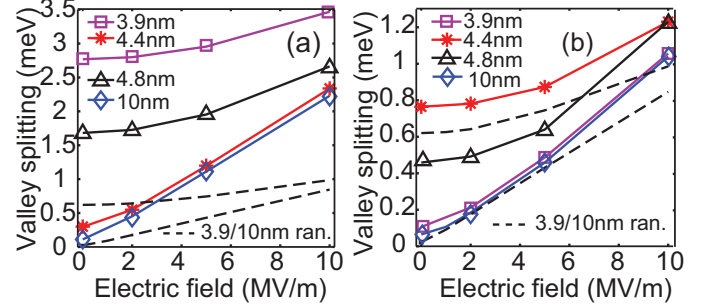 3.5
3
2.5
2
1.5
1
0.5
0
Valley splitting (meV)
3.9nm
4.4nm
4.8nm
10nm
(a)
3.9/10nm ran.
0 2 4 6 8 10
Electric field (MV/m)
1.2
1
0.8
0.6
0.4
0.2
0
Valley splitting (meV)
3.9nm
4.4nm
4.8nm
10nm
(b)
3.9/10nm ran.
0 2 4 6 8 10
Electric field (MV/m)